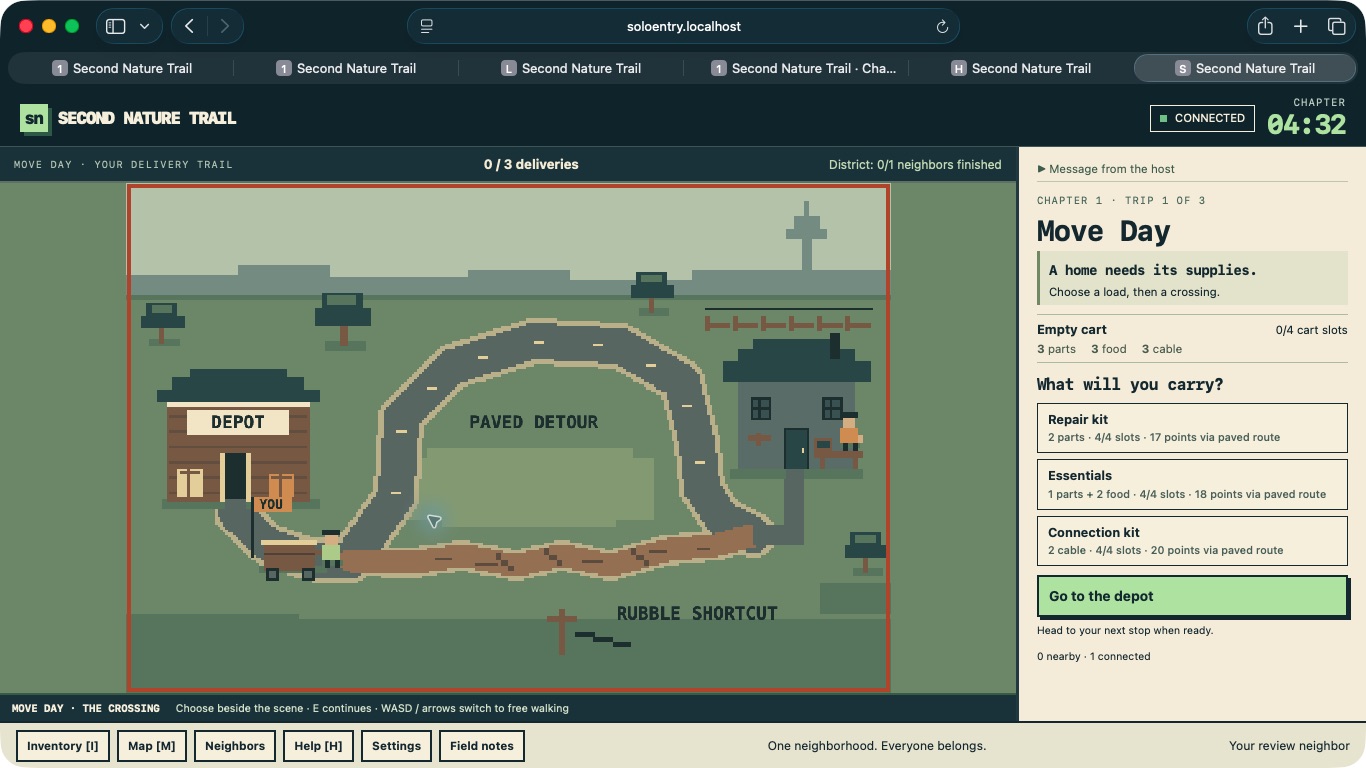 soloentry.localhost
1 Second Nature Trail
1 Second Nature Trail
L Second Nature Trail
1 Second Nature Trail · Cha...
H Second Nature Trail
S Second Nature Trail
sn SECOND NATURE TRAIL
CONNECTED
CHAPTER
04:32
MOVE DAY · YOUR DELIVERY TRAIL
0 / 3 deliveries
District: 0/1 neighbors finished
DEPOT
PAVED DETOUR
YOU
RUBBLE SHORTCUT
MOVE DAY · THE CROSSING
Choose beside the scene · E continues · WASD / arrows switch to free walking
Message from the host
CHAPTER 1 · TRIP 1 OF 3
Move Day
A home needs its supplies.
Choose a load, then a crossing.
Empty cart
0/4 cart slots
3 parts 3 food 3 cable
What will you carry?
Repair kit
2 parts · 4/4 slots · 17 points via paved route
Essentials
1 parts + 2 food · 4/4 slots · 18 points via paved route
Connection kit
2 cable · 4/4 slots · 20 points via paved route
Go to the depot
Head to your next stop when ready.
0 nearby · 1 connected
Inventory [I]
Map [M]
Neighbors
Help [H]
Settings
Field notes
One neighborhood. Everyone belongs.
Your review neighbor